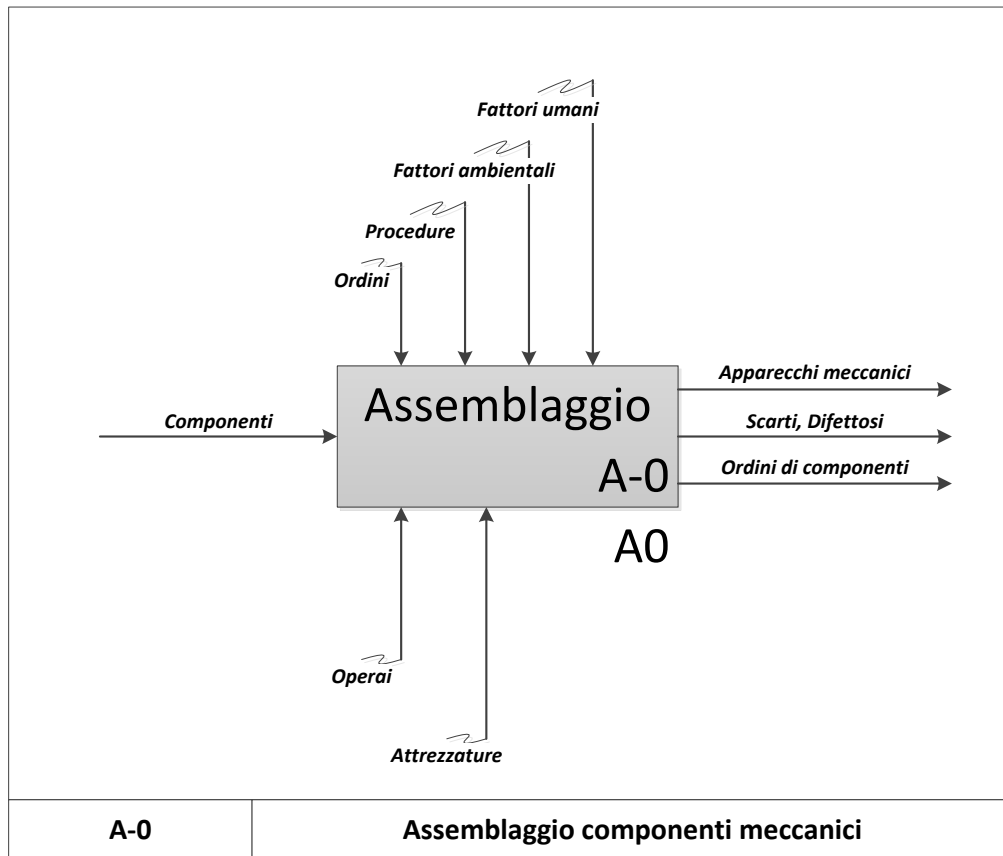 Fattori umani
Fattori ambientali
Procedure
Ordini
Assemblaggio
A-0
A0
Componenti
Apparecchi meccanici
Scarti, Difettosi
Ordini di componenti
Operai
Attrezzature
A-0
Assemblaggio componenti meccanici